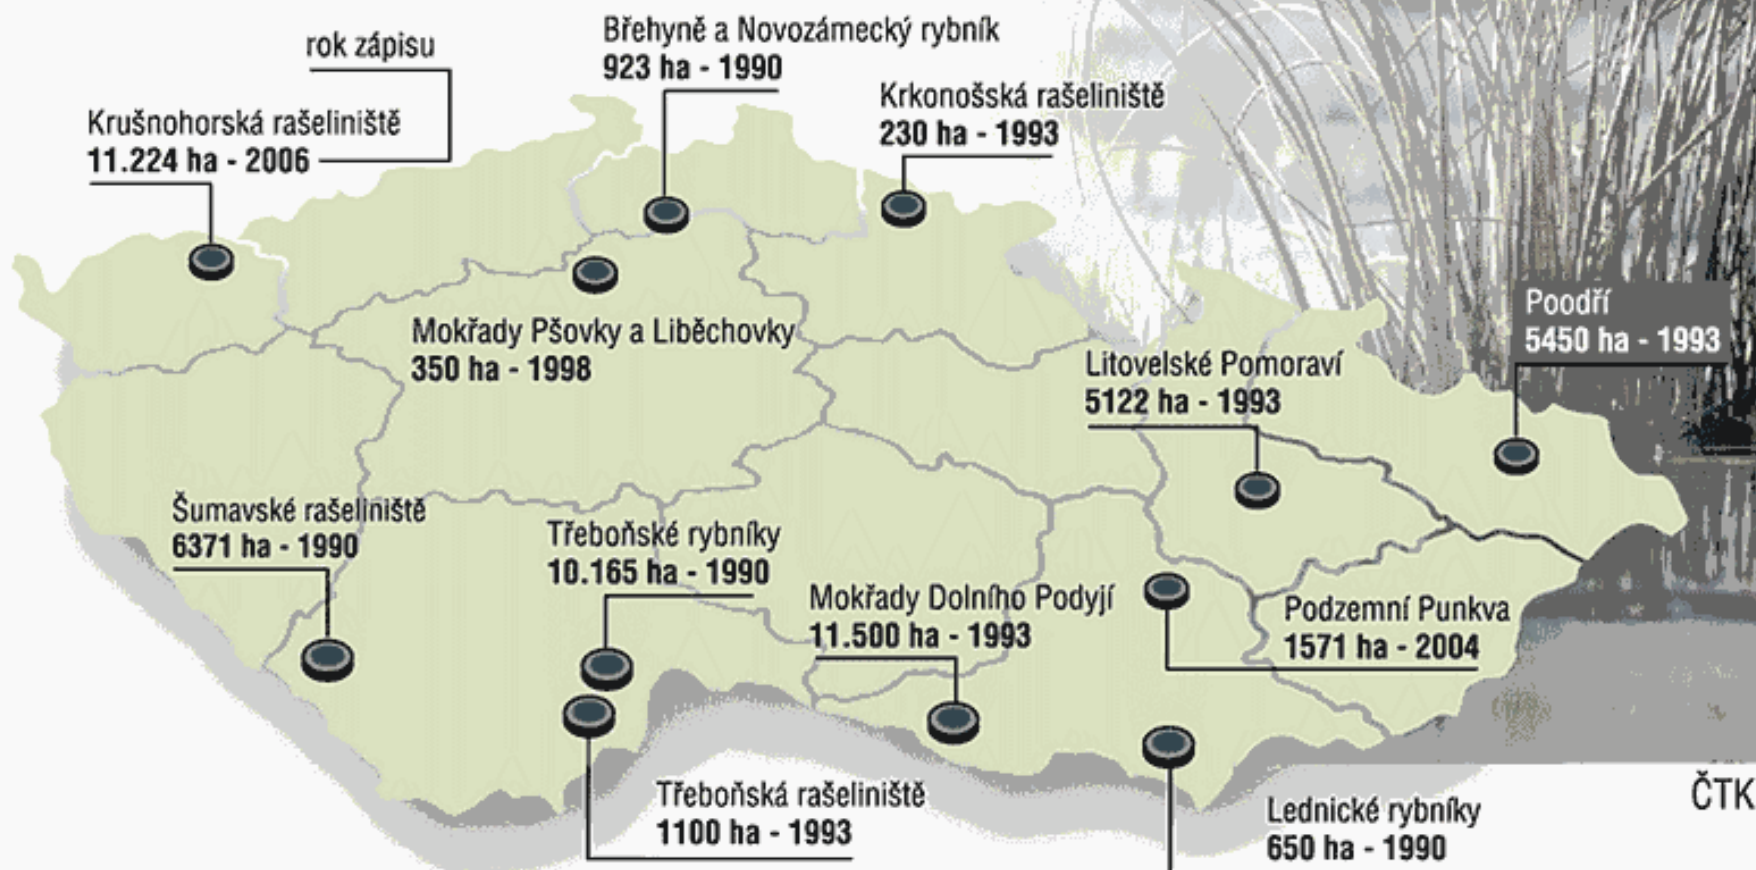 rok zápisu
Břehyně a Novozámecký rybník
923 ha - 1990
Krkonošská rašeliniště
230 ha - 1993
Krušnohorská rašeliniště
11.224 ha - 2006
Mokřady Pšovky a Liběchovky
350 ha - 1998
Poodří
5450 ha - 1993
Litovelské Pomoraví
5122 ha - 1993
Šumavské rašeliniště
6371 ha - 1990
Třeboňské rybníky
10.165 ha - 1990
Mokřady Dolního Podyjí
11.500 ha - 1993
Podzemní Punkva
1571 ha - 2004
Třeboňská rašeliniště
1100 ha - 1993
Lednické rybníky
650 ha - 1990
ČTK